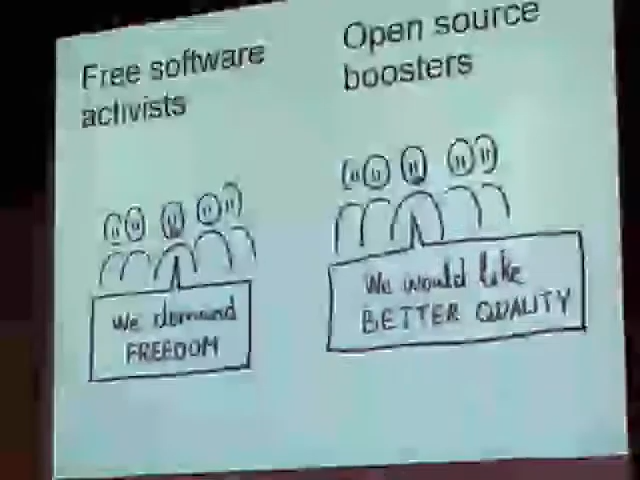 Free software
activists
We demand
FREEDOM
Open source
boosters
We would like
BETTER QUALITY